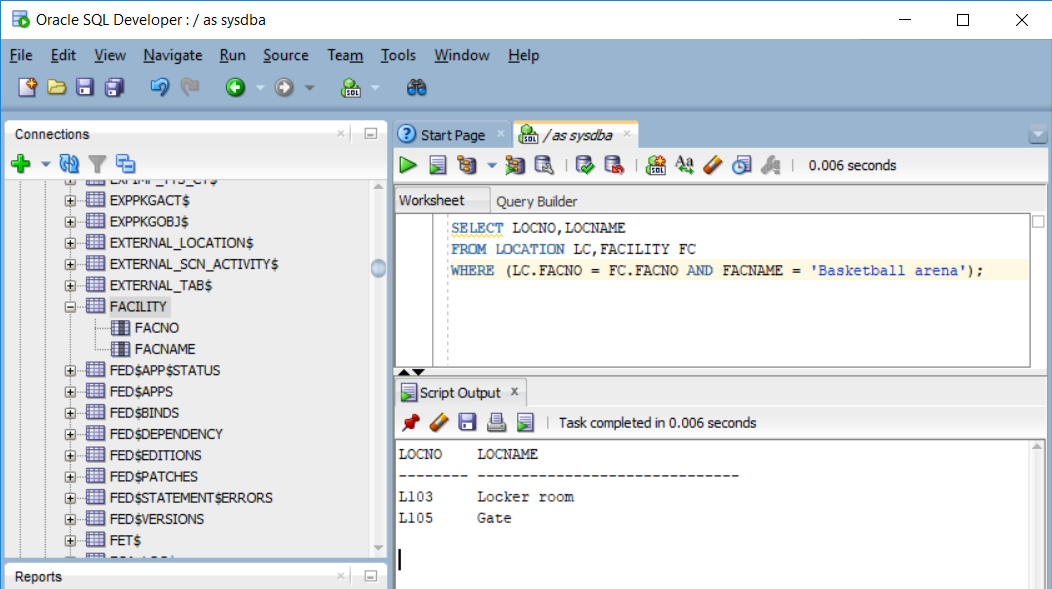 Oracle SQL Developer : / as sysdba
File Edit View Navigate Run Source Team Tools Window Help
Connections
EXPIMP_TTS_CT$
EXPPKGACT$
EXPPKGOBJ$
EXTERNAL_LOCATION$
EXTERNAL_SCN_ACTIVITY$
EXTERNAL_TAB$
FACILITY
FACNO
FACNAME
FED$APP$STATUS
FED$APPS
FED$BINDS
FED$DEPENDENCY
FED$EDITIONS
FED$PATCHES
FED$STATEMENT$ERRORS
FED$VERSIONS
FET$
Reports
Start Page / as sysdba
0.006 seconds
Worksheet Query Builder
SELECT LOCNO,LOCNAME
FROM LOCATION LC,FACILITY FC
WHERE (LC.FACNO = FC.FACNO AND FACNAME = 'Basketball arena');
Script Output
Task completed in 0.006 seconds
LOCNO LOCNAME
-------- ------------------------------
L103 Locker room
L105 Gate